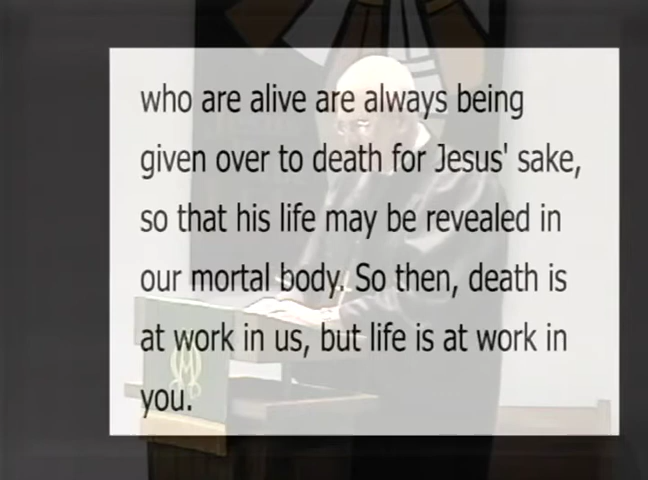 who are alive are always being
given over to death for Jesus' sake,
so that his life may be revealed in
our mortal body. So then, death is
at work in us, but life is at work in
you.